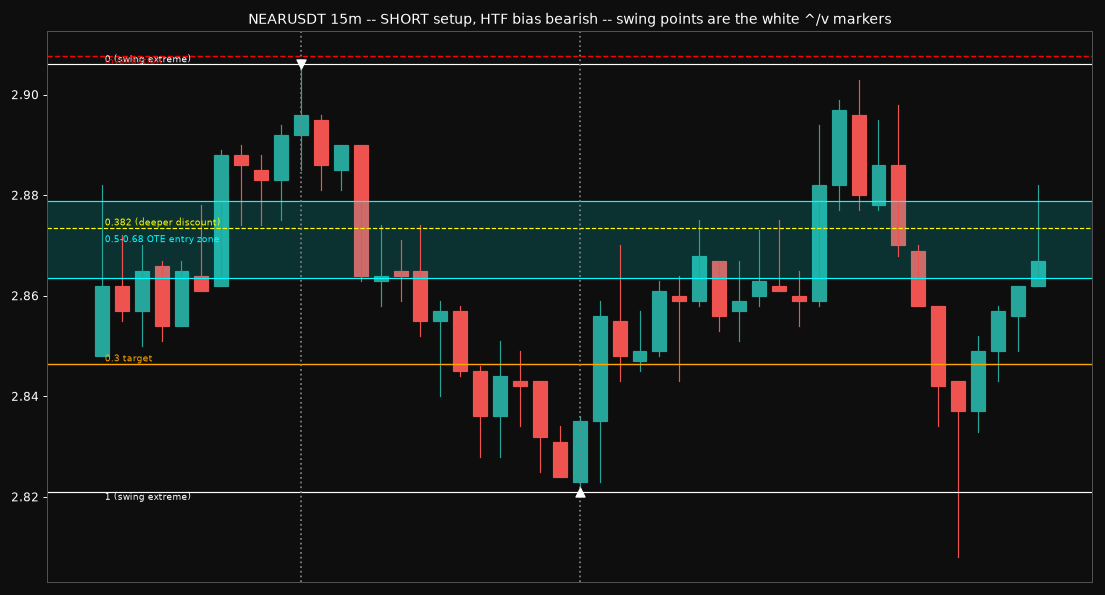 NEARUSDT 15m -- SHORT setup, HTF bias bearish -- swing points are the white ^/v markers
0 (swing extreme)
2.90
2.88
0.382 (deeper discount)
0.5-0.68 OTE entry zone
2.86
0.3 target
2.84
2.82
1 (swing extreme)